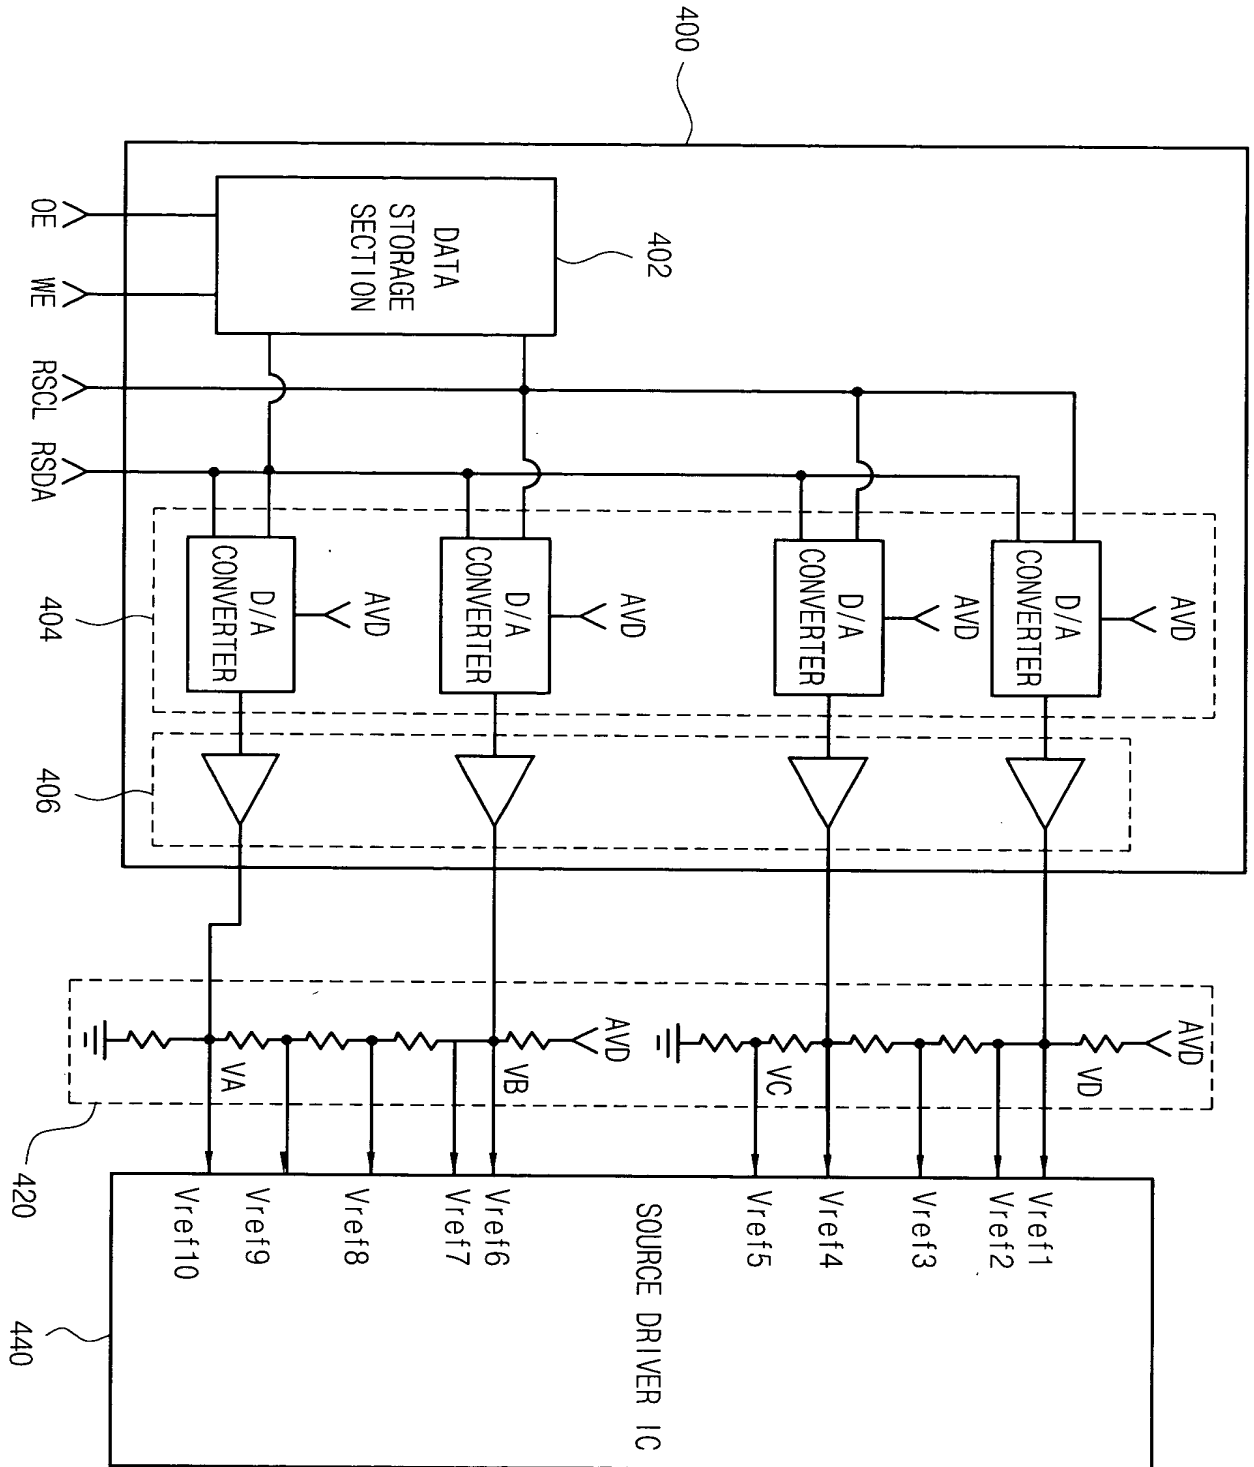 400
402
DATA
STORAGE
SECTION
OE
WE
RSCL
RSDA
D/A
CONVERTER
AVD
D/A
CONVERTER
AVD
D/A
CONVERTER
AVD
D/A
CONVERTER
AVD
404
406
AVD
VD
VC
AVD
VB
VA
420
Vref1
Vref2
Vref3
Vref4
Vref5
Vref6
Vref7
Vref8
Vref9
Vref10
SOURCE DRIVER IC
440